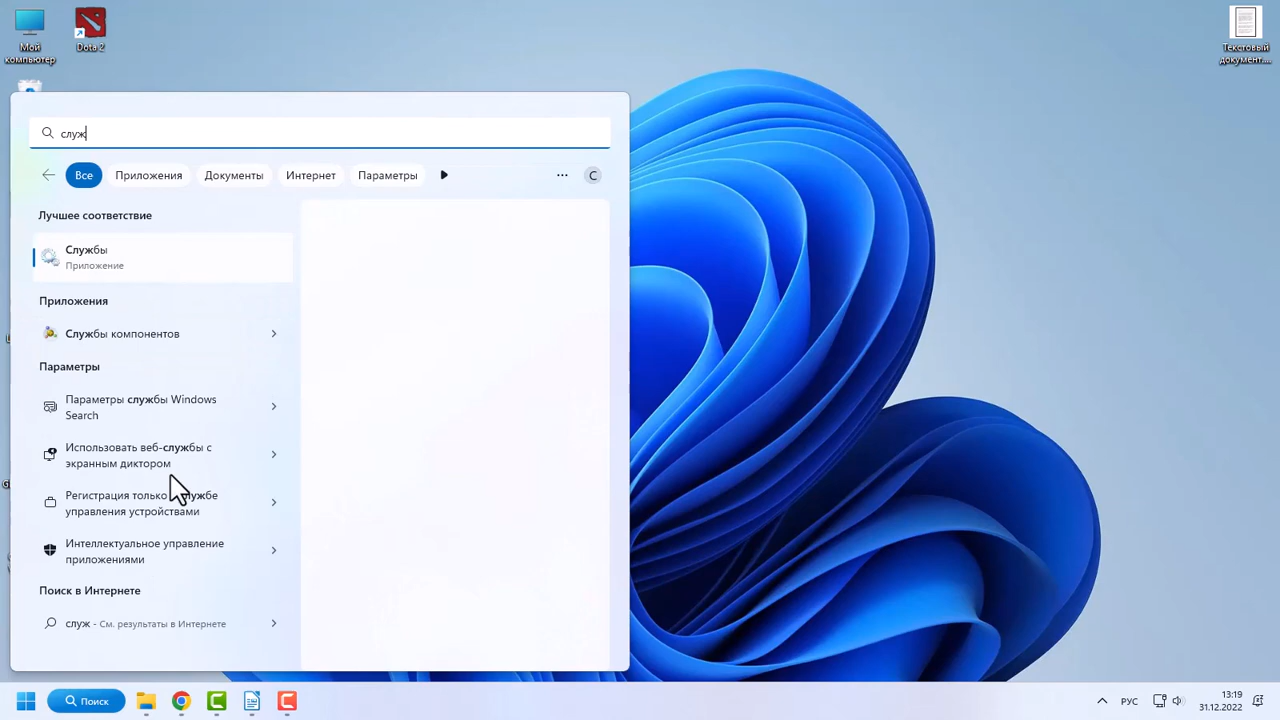 Мой
компьютер
Dota 2
Текстовый
документ....
служ
Все
Приложения
Документы
Интернет
Параметры
C
Лучшее соответствие
Службы
Приложение
Приложения
Службы компонентов
Параметры
Параметры службы Windows
Search
Использовать веб-службы с
экранным диктором
Регистрация только
управления устройствами
Интеллектуальное управление
приложениями
Поиск в Интернете
служ - См. результаты в Интернете
Поиск
РУС
13:19
31.12.2022